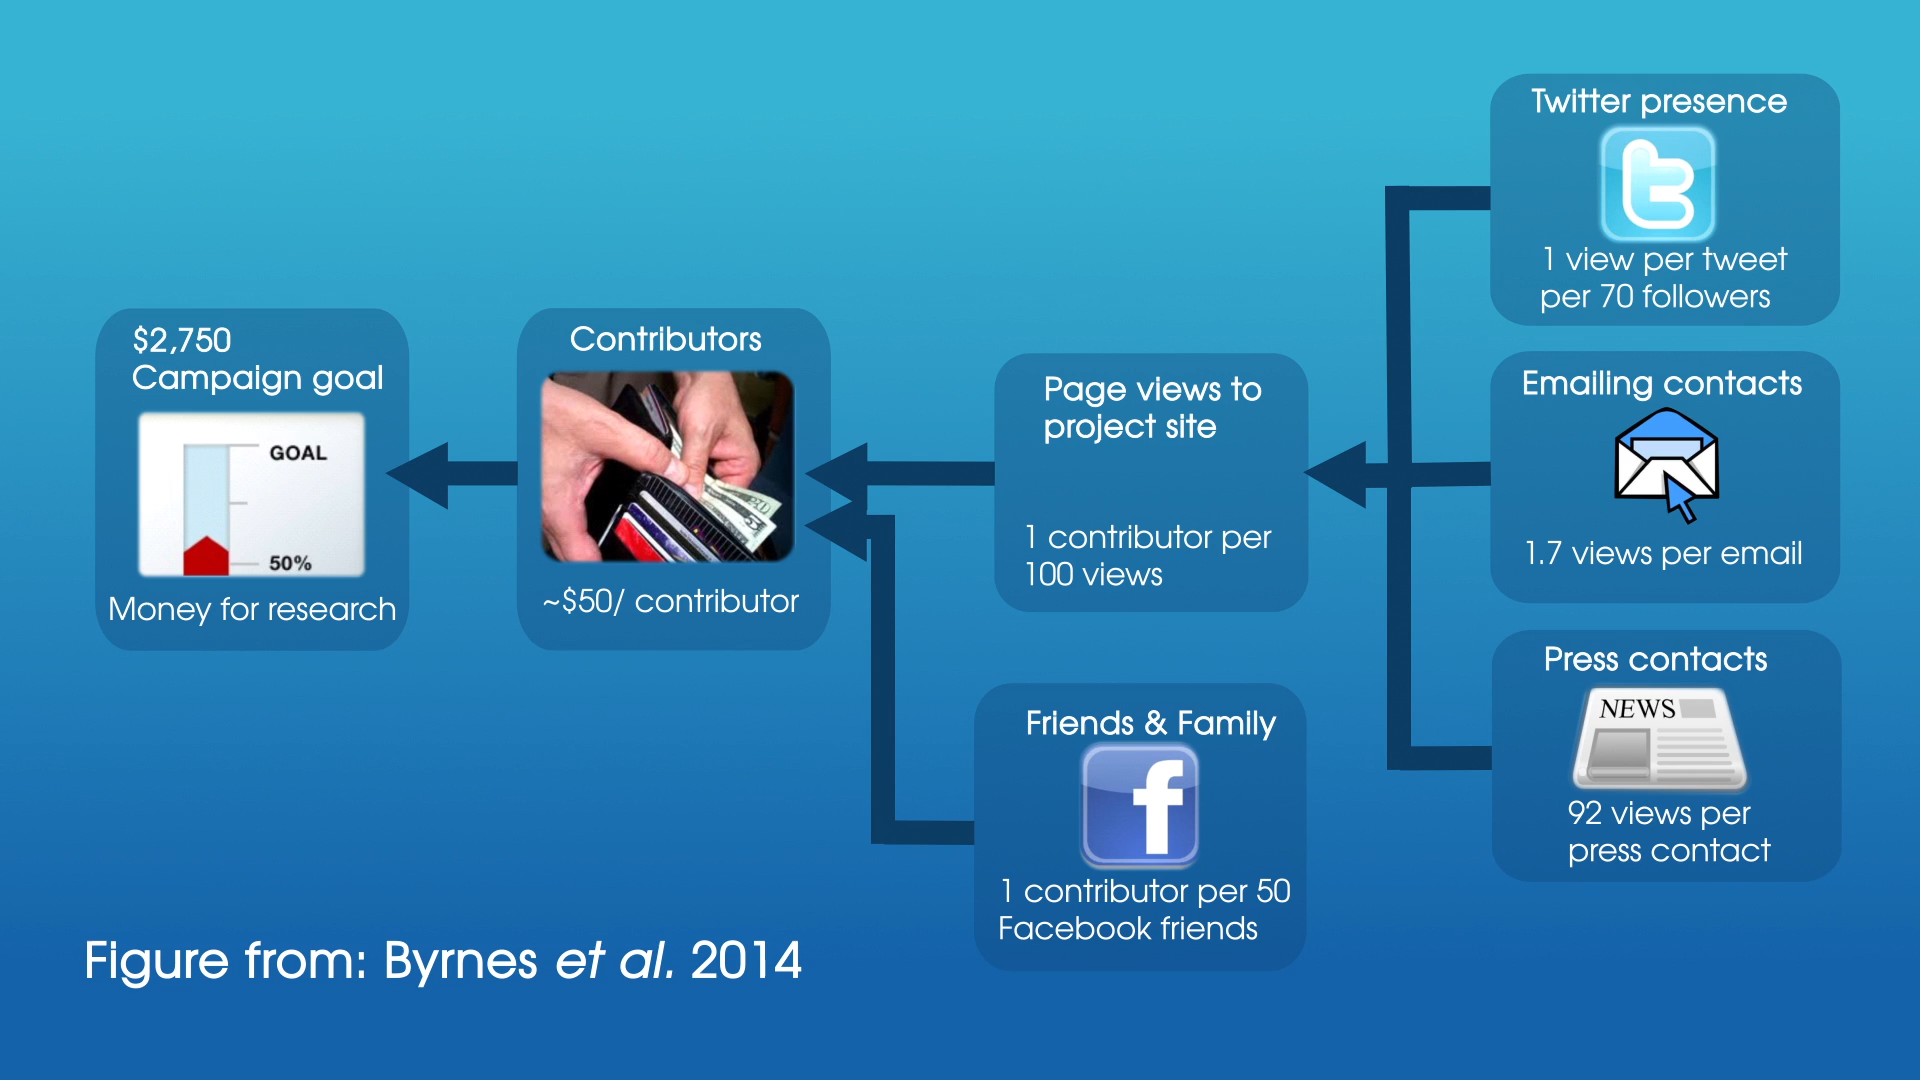 $2,750
Campaign goal
GOAL
50%
Money for research
Contributors
~$50/ contributor
Page views to
project site
1 contributor per
100 views
Friends & Family
f
1 contributor per 50
Facebook friends
Twitter presence
t
1 view per tweet
per 70 followers
Emailing contacts
1.7 views per email
Press contacts
NEWS
92 views per
press contact
Figure from: Byrnes et al. 2014